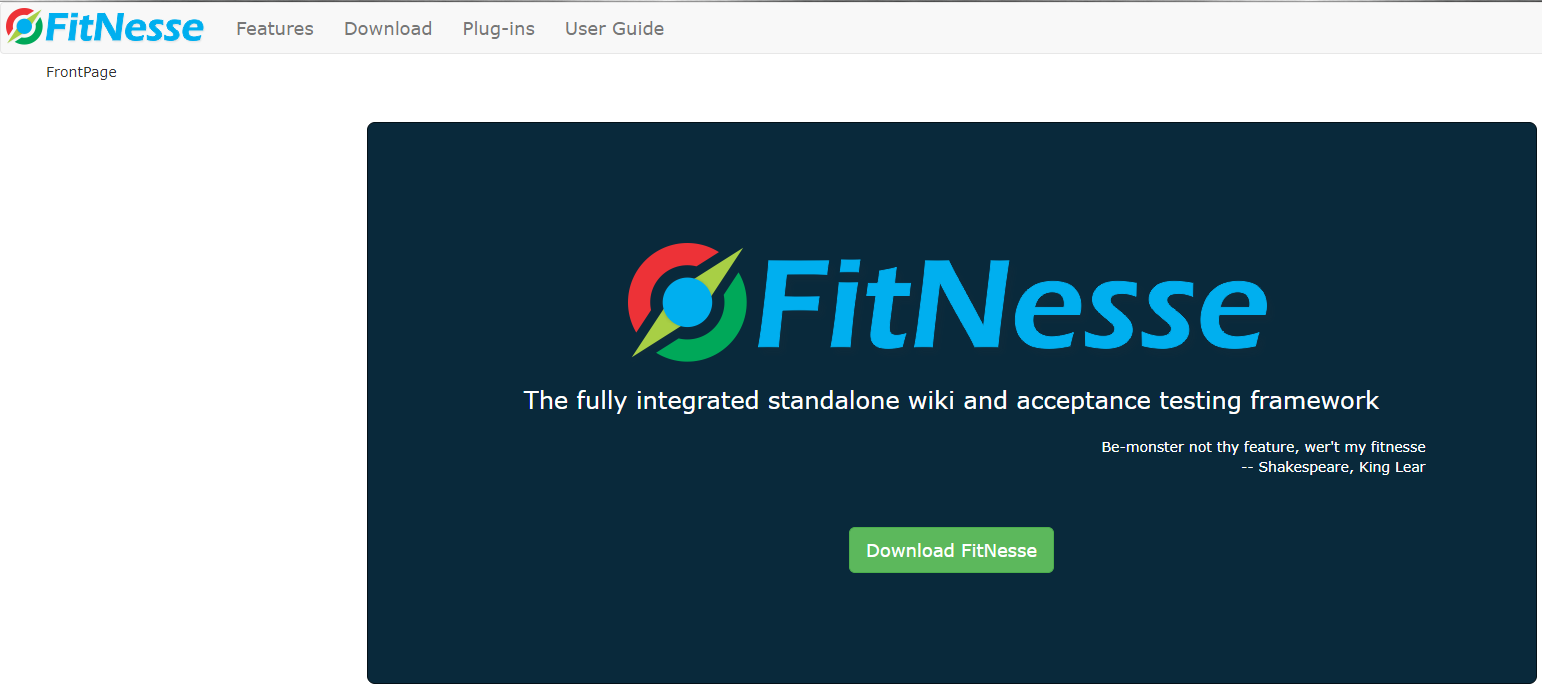 FitNesse Features Download Plug-ins User Guide
FrontPage
FitNesse
The fully integrated standalone wiki and acceptance testing framework
Be-monster not thy feature, wer't my fitnesse
-- Shakespeare, King Lear
Download FitNesse